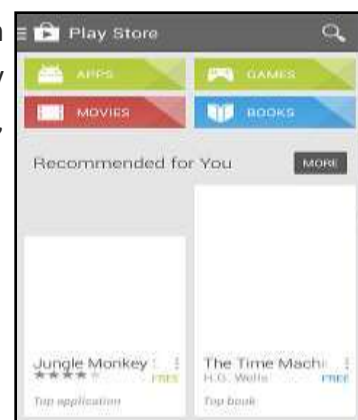 Play Store
APPS GAMES
MOVIES BOOKS
Recommended for You MORE
Jungle Monkey
FREE
Top application
The Time Machi
H.G. Wells FREE
Top book